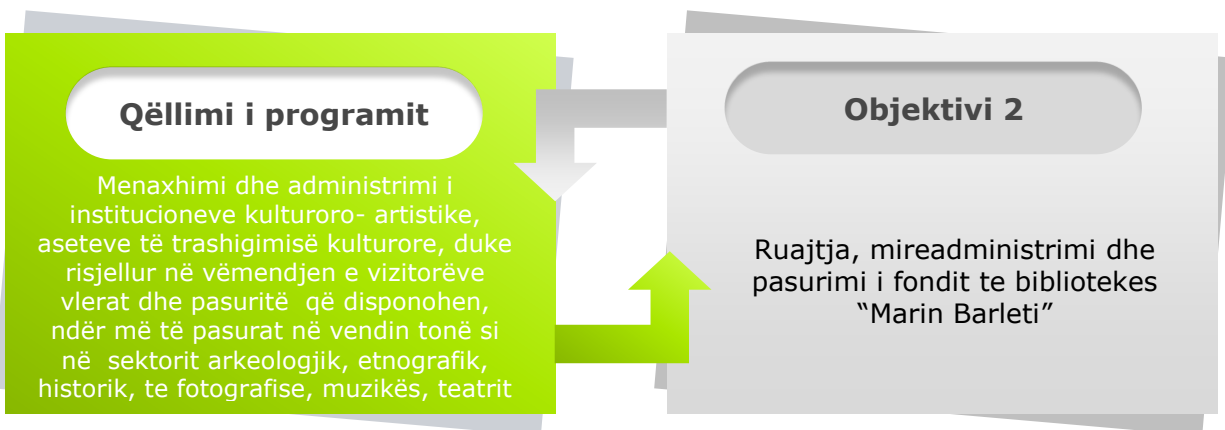 Qëllimi i programit
Menaxhimi dhe administrimi i
institucioneve kulturoro- artistike,
aseteve të trashigimisë kulturore, duke
risjellur në vëmendjen e vizitorëve
vlerat dhe pasuritë që disponohen,
ndër më të pasurat në vendin tonë si
në sektorit arkeologjik, etnografik,
historik, te fotografise, muzikës, teatrit
Objektivi 2
Ruajtja, mireadministrimi dhe
pasurimi i fondit te bibliotekes
“Marin Barleti”